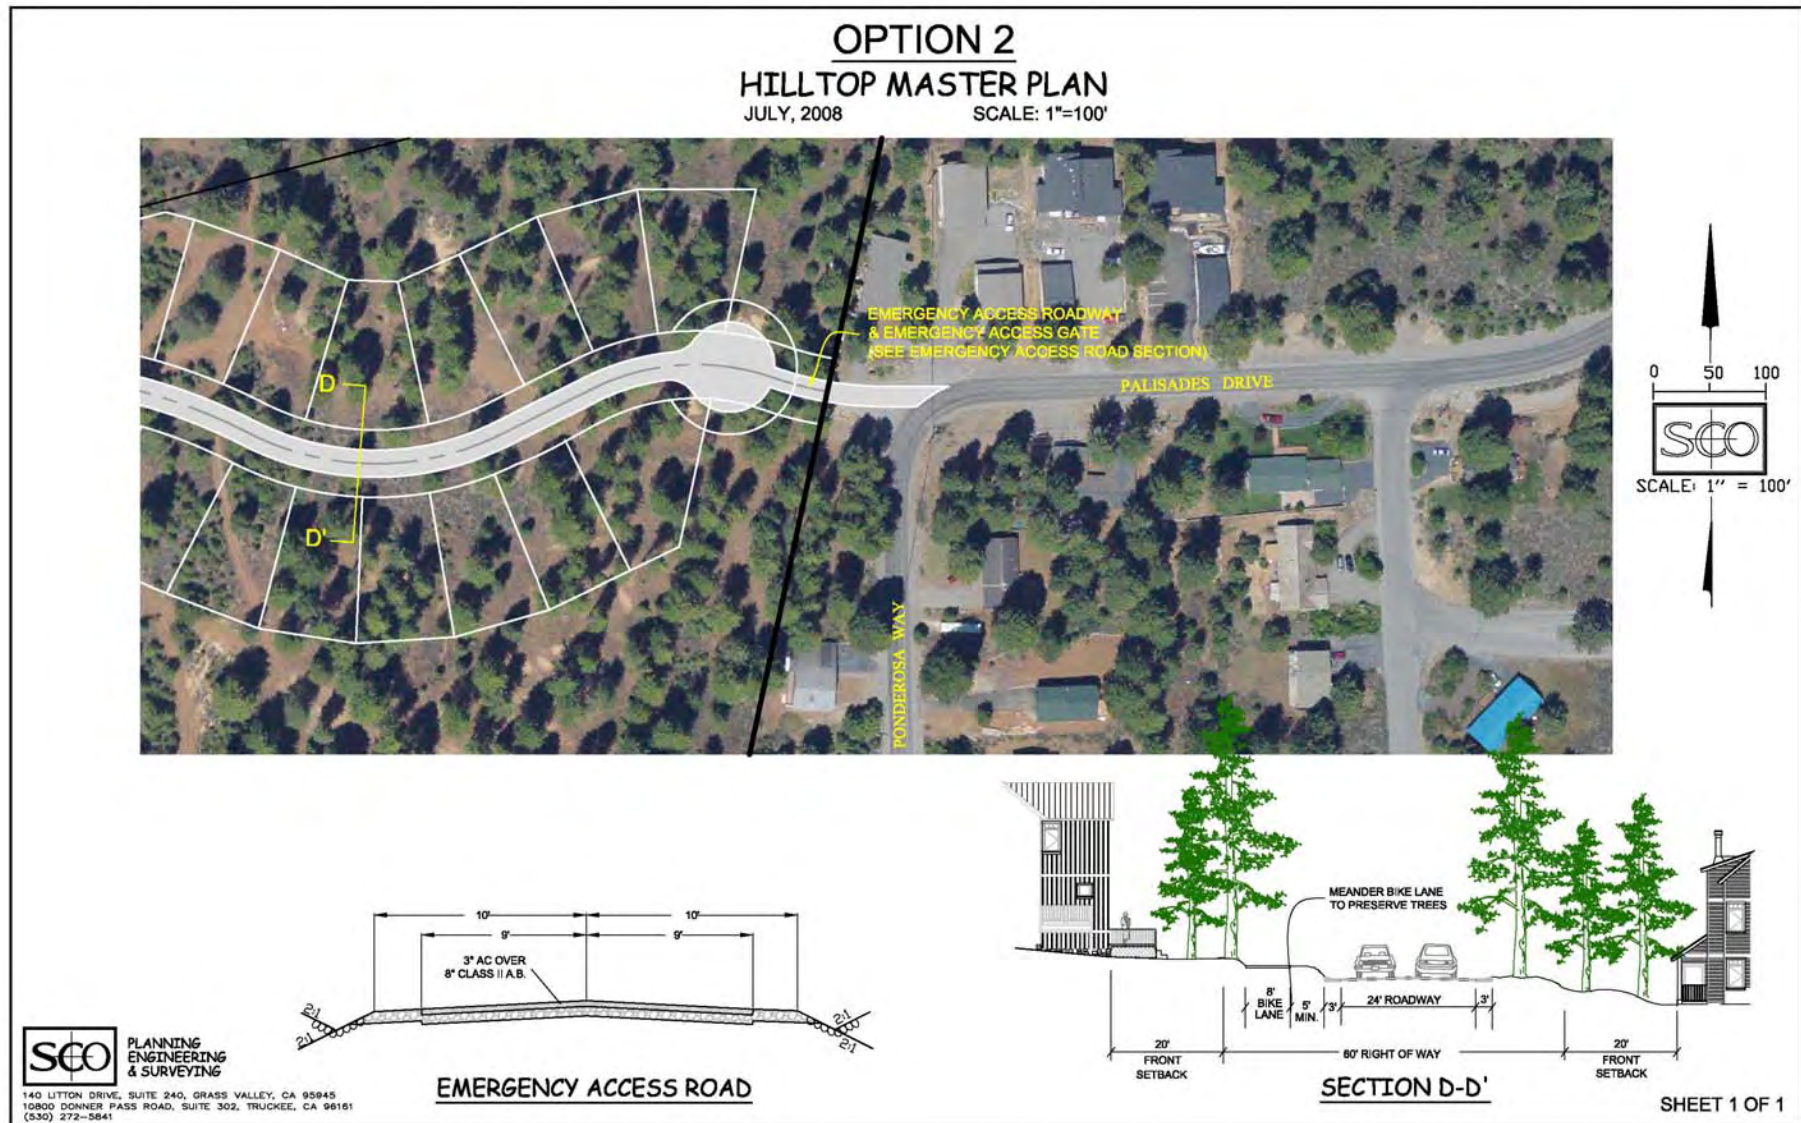 OPTION 2
HILLTOP MASTER PLAN
JULY, 2008 SCALE: 1"=100'
EMERGENCY ACCESS ROADWAY
& EMERGENCY ACCESS GATE
(SEE EMERGENCY ACCESS ROAD SECTION)
PALISADES DRIVE
D
D'
PONDEROSA WAY
0 50 100
SCO
SCALE: 1'' = 100'
10' 10'
9' 9'
3" AC OVER
8" CLASS II A.B.
2:1
2:1
2:1
2:1
EMERGENCY ACCESS ROAD
MEANDER BIKE LANE
TO PRESERVE TREES
8'
BIKE
LANE
5'
MIN.
3'
24' ROADWAY
3'
20'
FRONT
SETBACK
60' RIGHT OF WAY
20'
FRONT
SETBACK
SECTION D-D'
SCO
PLANNING
ENGINEERING
& SURVEYING
140 LITTON DRIVE, SUITE 240, GRASS VALLEY, CA 95945
10800 DONNER PASS ROAD, SUITE 302, TRUCKEE, CA 96161
(530) 272-5841
SHEET 1 OF 1